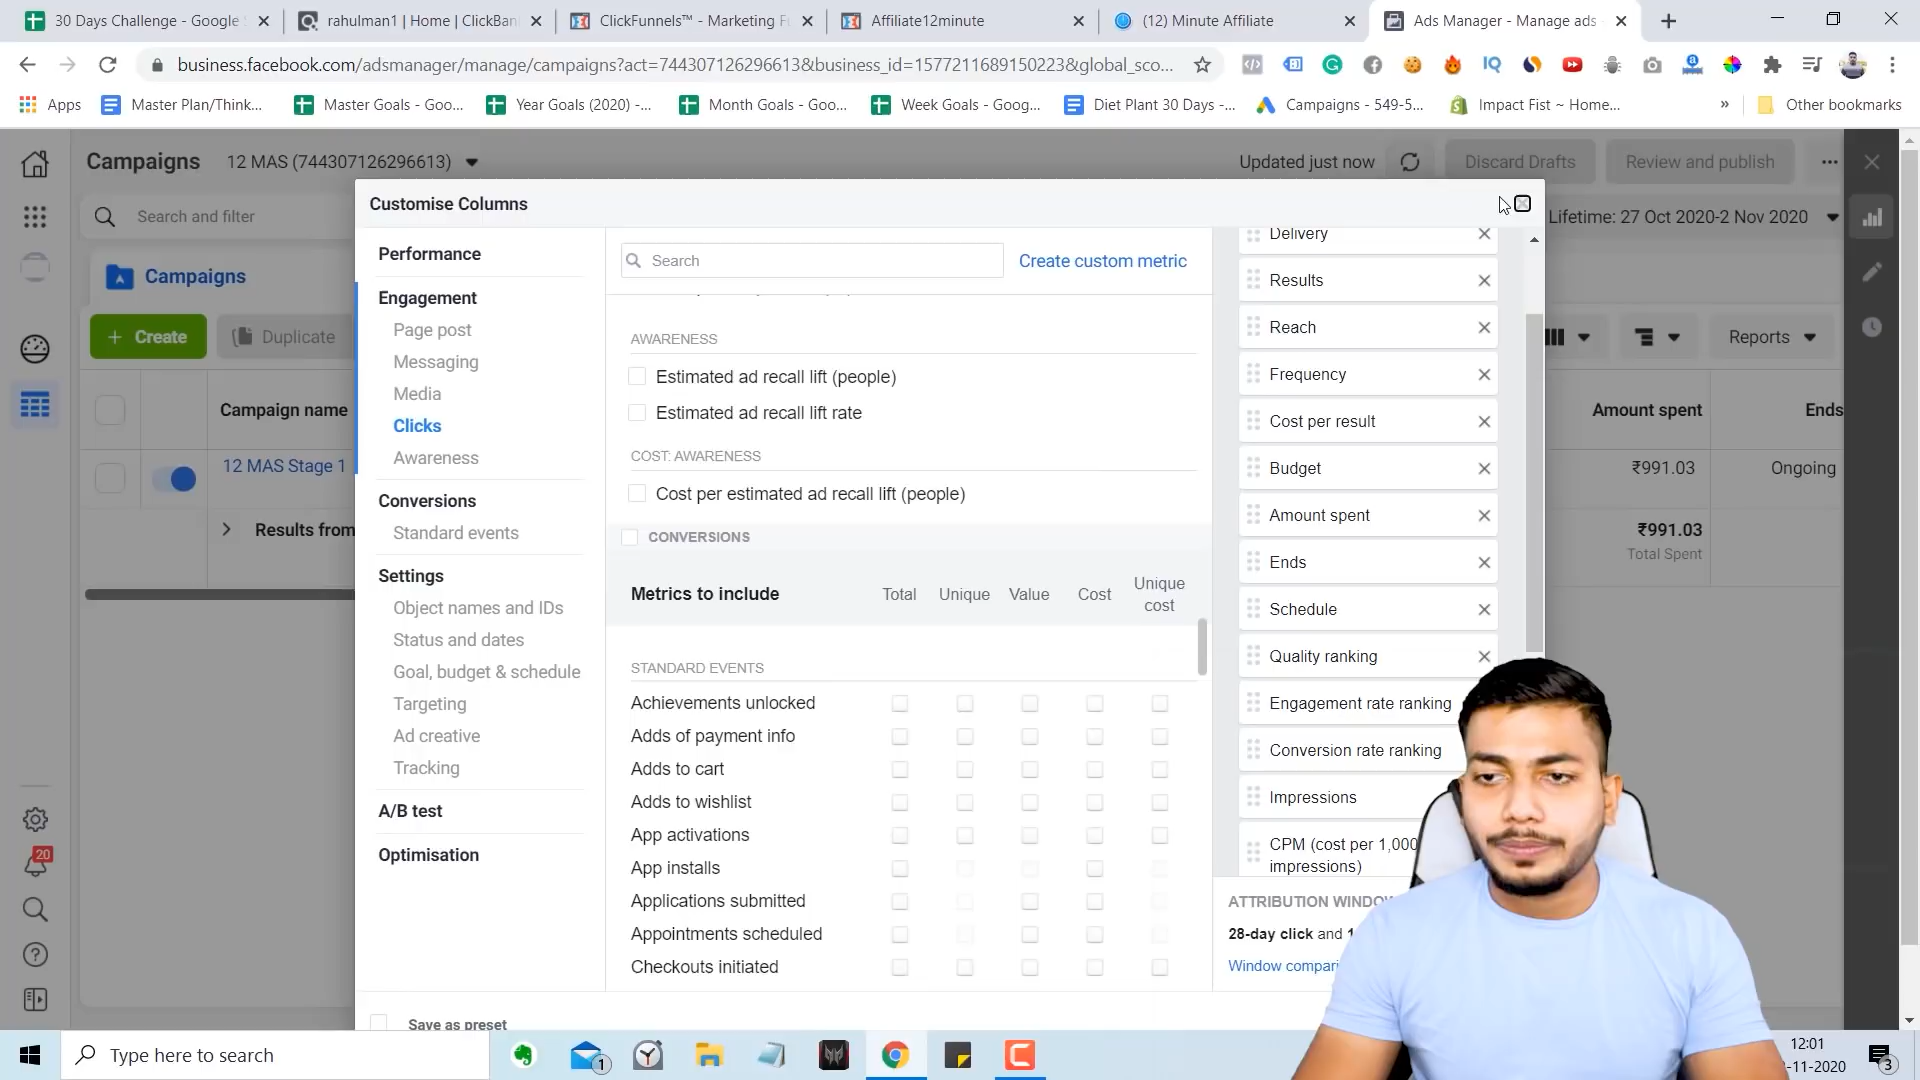 30 Days Challenge - Google
rahulman1 | Home | ClickBan
ClickFunnels™ - Marketing F
Affiliate12minute
(12) Minute Affiliate
Ads Manager - Manage ads
business.facebook.com/adsmanager/manage/campaigns?act=744307126296613&business_id=1577211689150223&global_sco...
IQ
Apps
Master Plan/Think...
Master Goals - Goo...
Year Goals (2020) -...
Month Goals - Goo...
Week Goals - Goog...
Diet Plant 30 Days -...
Campaigns - 549-5...
Impact Fist ~ Home...
»
Other bookmarks
Campaigns
12 MAS (744307126296613)
Updated just now
Discard Drafts
Review and publish
Search and filter
Lifetime: 27 Oct 2020-2 Nov 2020
Campaigns
+ Create
Duplicate
Reports
Campaign name
Amount spent
Ends
12 MAS Stage 1
₹991.03
Ongoing
Results from
₹991.03
Total Spent
20
Customise Columns
Performance
Engagement
Page post
Messaging
Media
Clicks
Awareness
Conversions
Standard events
Settings
Object names and IDs
Status and dates
Goal, budget & schedule
Targeting
Ad creative
Tracking
A/B test
Optimisation
Search
Create custom metric
AWARENESS
Estimated ad recall lift (people)
Estimated ad recall lift rate
COST: AWARENESS
Cost per estimated ad recall lift (people)
CONVERSIONS
Metrics to include
Total
Unique
Value
Cost
Unique
cost
STANDARD EVENTS
Achievements unlocked
Adds of payment info
Adds to cart
Adds to wishlist
App activations
App installs
Applications submitted
Appointments scheduled
Checkouts initiated
Delivery
Results
Reach
Frequency
Cost per result
Budget
Amount spent
Ends
Schedule
Quality ranking
Engagement rate ranking
Conversion rate ranking
Impressions
CPM (cost per 1,000
impressions)
ATTRIBUTION WINDOW
28-day click and 1
Window compari
Save as preset
Type here to search
1
12:01
-11-2020
3